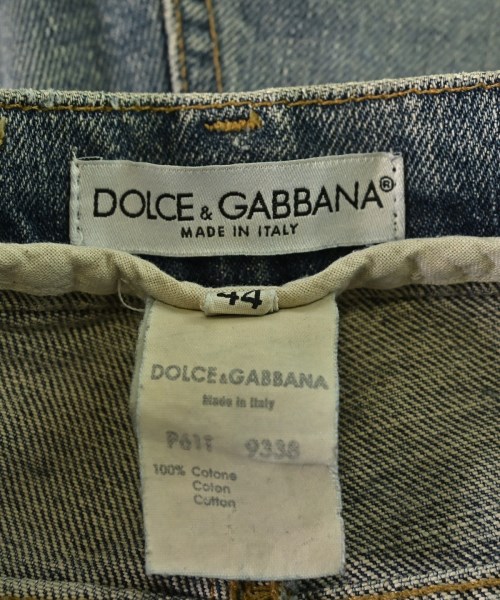 DOLCE & GABBANA®
MADE IN ITALY
44
DOLCE & GABBANA
Made in Italy
P61T 9338
100% Cotone
Coton
Cotton